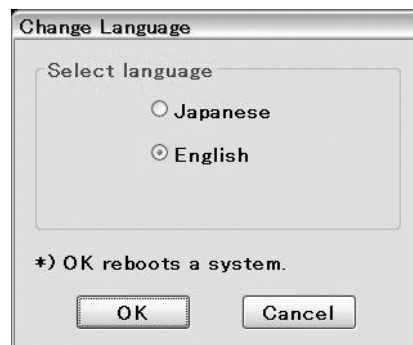 Change Language
Select language
Japanese
English
*) OK reboots a system.
OK
Cancel